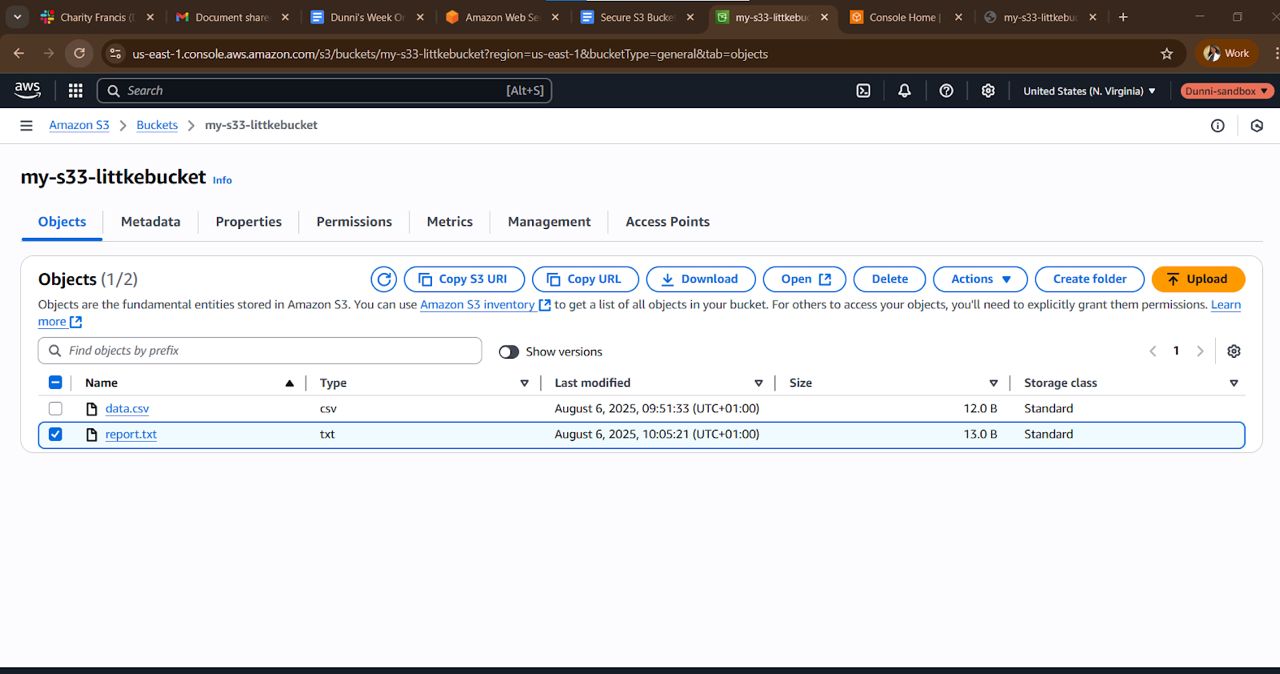 Charity Francis (D
Document share
Dunni's Week On
Amazon Web Se
Secure S3 Bucke
my-s33-littkebuc
Console Home |
my-s33-littkebuc
us-east-1.console.aws.amazon.com/s3/buckets/my-s33-littkebucket?region=us-east-1&bucketType=general&tab=objects
Work
aws
Search
[Alt+S]
United States (N. Virginia)
Dunni-sandbox
Amazon S3
Buckets
my-s33-littkebucket
my-s33-littkebucket Info
Objects
Metadata
Properties
Permissions
Metrics
Management
Access Points
Objects (1/2)
Copy S3 URI
Copy URL
Download
Open
Delete
Actions
Create folder
Upload
Objects are the fundamental entities stored in Amazon S3. You can use Amazon S3 inventory to get a list of all objects in your bucket. For others to access your objects, you'll need to explicitly grant them permissions. Learn
more
Find objects by prefix
Show versions
1
Name Type Last modified Size Storage class
data.csv csv August 6, 2025, 09:51:33 (UTC+01:00) 12.0 B Standard
report.txt txt August 6, 2025, 10:05:21 (UTC+01:00) 13.0 B Standard